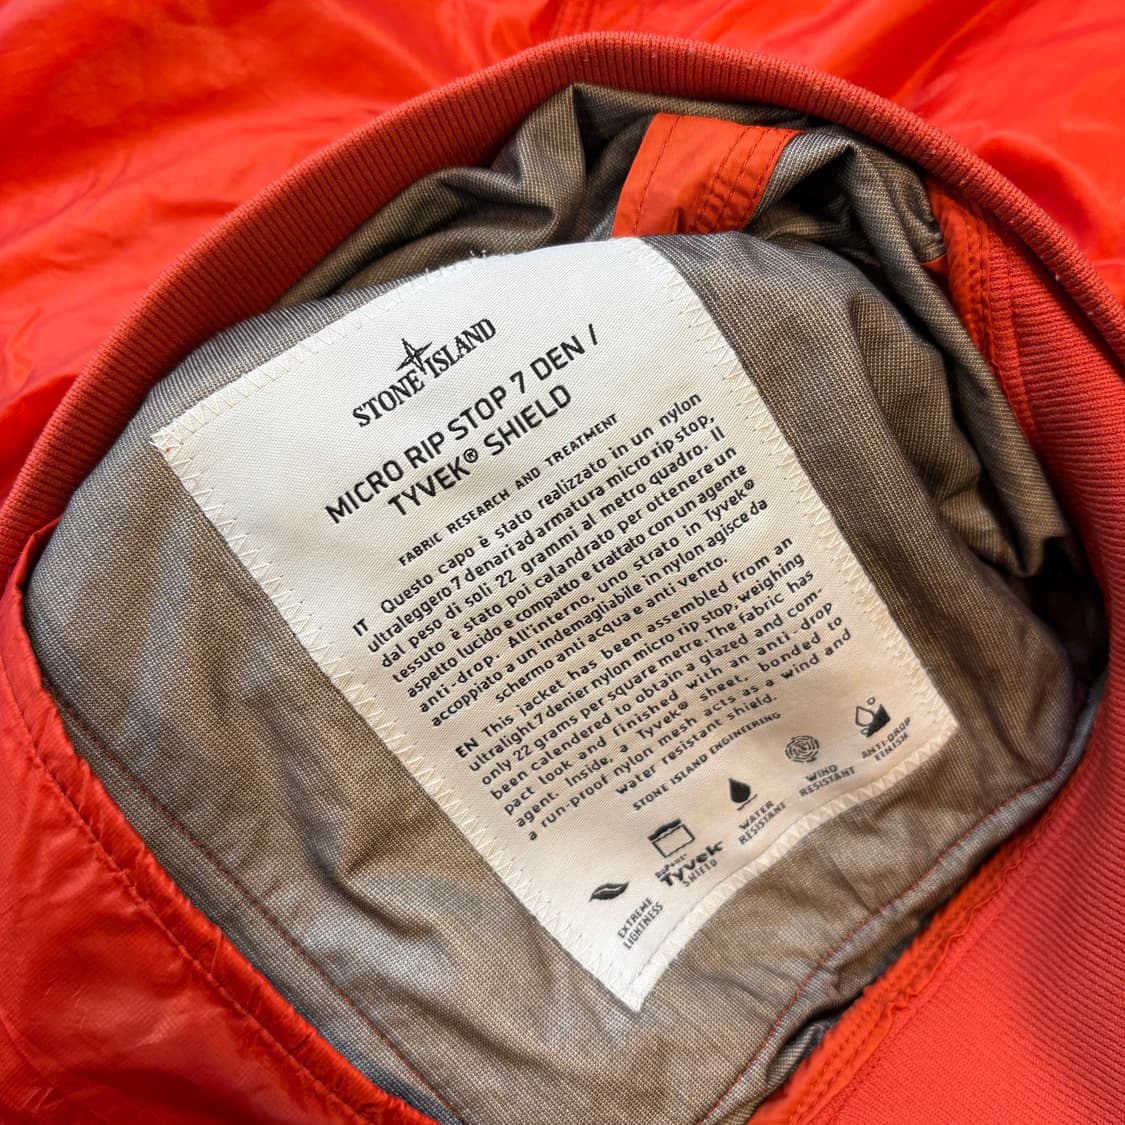 STONE ISLAND
MICRO RIP STOP 7 DEN /
TYVEK® SHIELD
FABRIC RESEARCH AND TREATMENT
IT Questo capo è stato realizzato in un nylon
ultraleggero 7 denari ad armatura micro rip stop,
dal peso di soli 22 grammi al metro quadro. Il
tessuto è stato poi calandrato per ottenere un
aspetto lucido e compatto e trattato con un agente
anti-drop. All'interno, uno strato in Tyvek®
accoppiato a un indemagliabile in nylon agisce da
schermo anti acqua e anti vento.
EN This jacket has been assembled from an
ultralight 7 denier nylon micro rip stop, weighing
only 22 grams per square metre. The fabric has
been calendered to obtain a glazed and com-
pact look and finished with an anti-drop
agent. Inside, a Tyvek® sheet, bonded to
a run-proof nylon mesh acts as a wind and
water resistant shield.
STONE ISLAND ENGINEERING
EXTREME
LIGHTNESS
DuPont™
Tyvek®
SHIELD
WATER
RESISTANT
WIND
RESISTANT
ANTI-DROP
FINISH